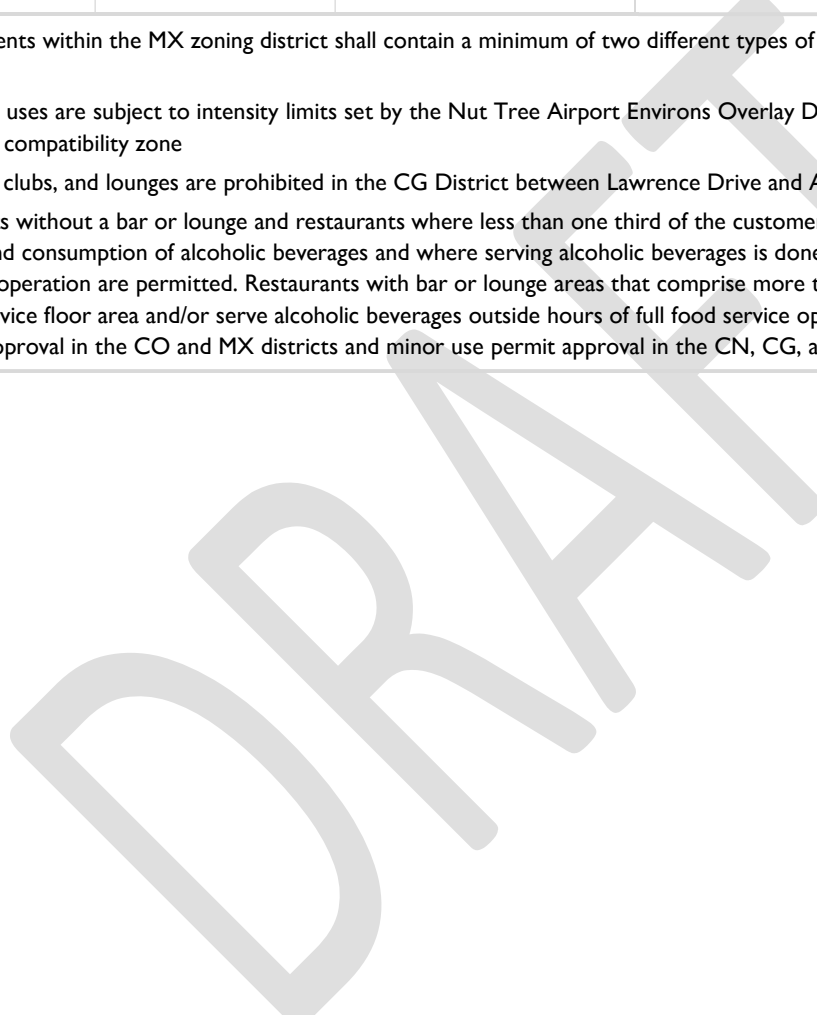 ents within the MX zoning district shall contain a minimum of two different types of
uses are subject to intensity limits set by the Nut Tree Airport Environs Overlay D
compatibility zone
clubs, and lounges are prohibited in the CG District between Lawrence Drive and A
s without a bar or lounge and restaurants where less than one third of the customer
nd consumption of alcoholic beverages and where serving alcoholic beverages is done
operation are permitted. Restaurants with bar or lounge areas that comprise more t
vice floor area and/or serve alcoholic beverages outside hours of full food service op
pproval in the CO and MX districts and minor use permit approval in the CN, CG, a
DRAFT